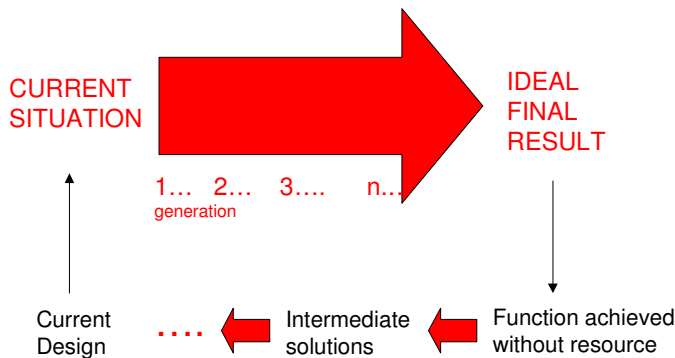 CURRENT
SITUATION
IDEAL
FINAL
RESULT
1... 2... 3.... n...
generation
Current
Design
....
Intermediate
solutions
Function achieved
without resource